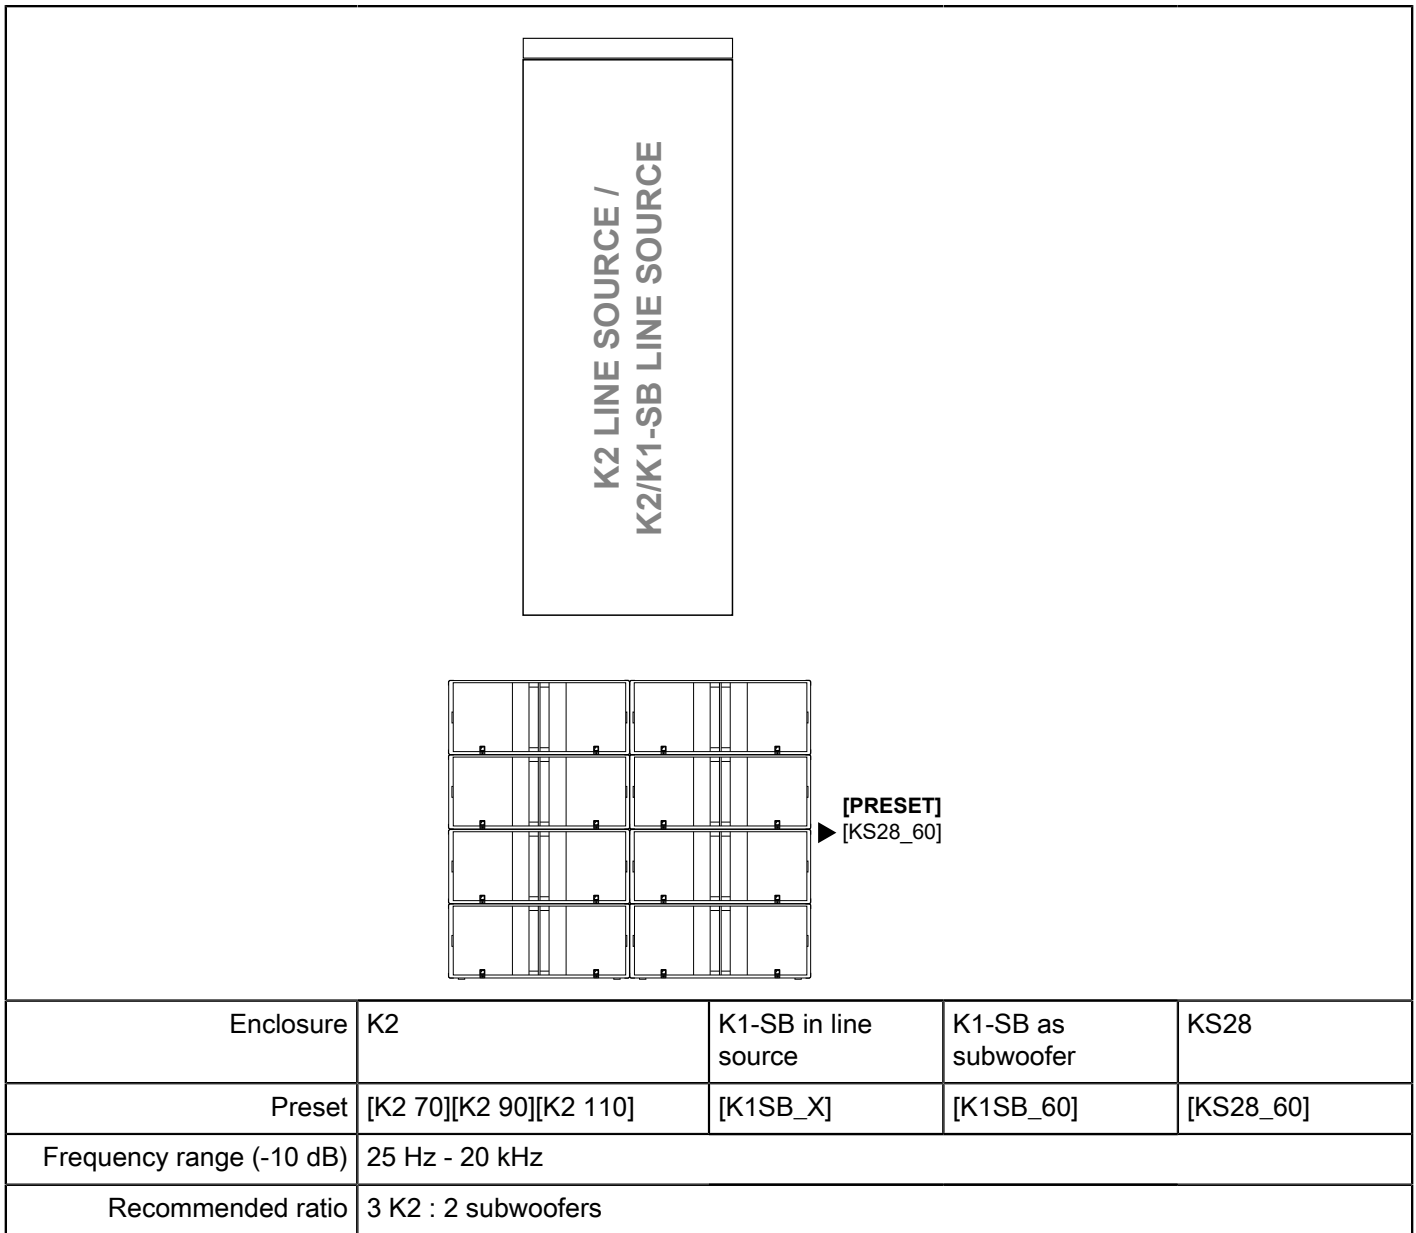 K2 LINE SOURCE /
K2/K1-SB LINE SOURCE
[PRESET]
[KS28_60]
Enclosure K2 K1-SB in line source K1-SB as subwoofer KS28
Preset [K2 70][K2 90][K2 110] [K1SB_X] [K1SB_60] [KS28_60]
Frequency range (-10 dB) 25 Hz - 20 kHz
Recommended ratio 3 K2 : 2 subwoofers